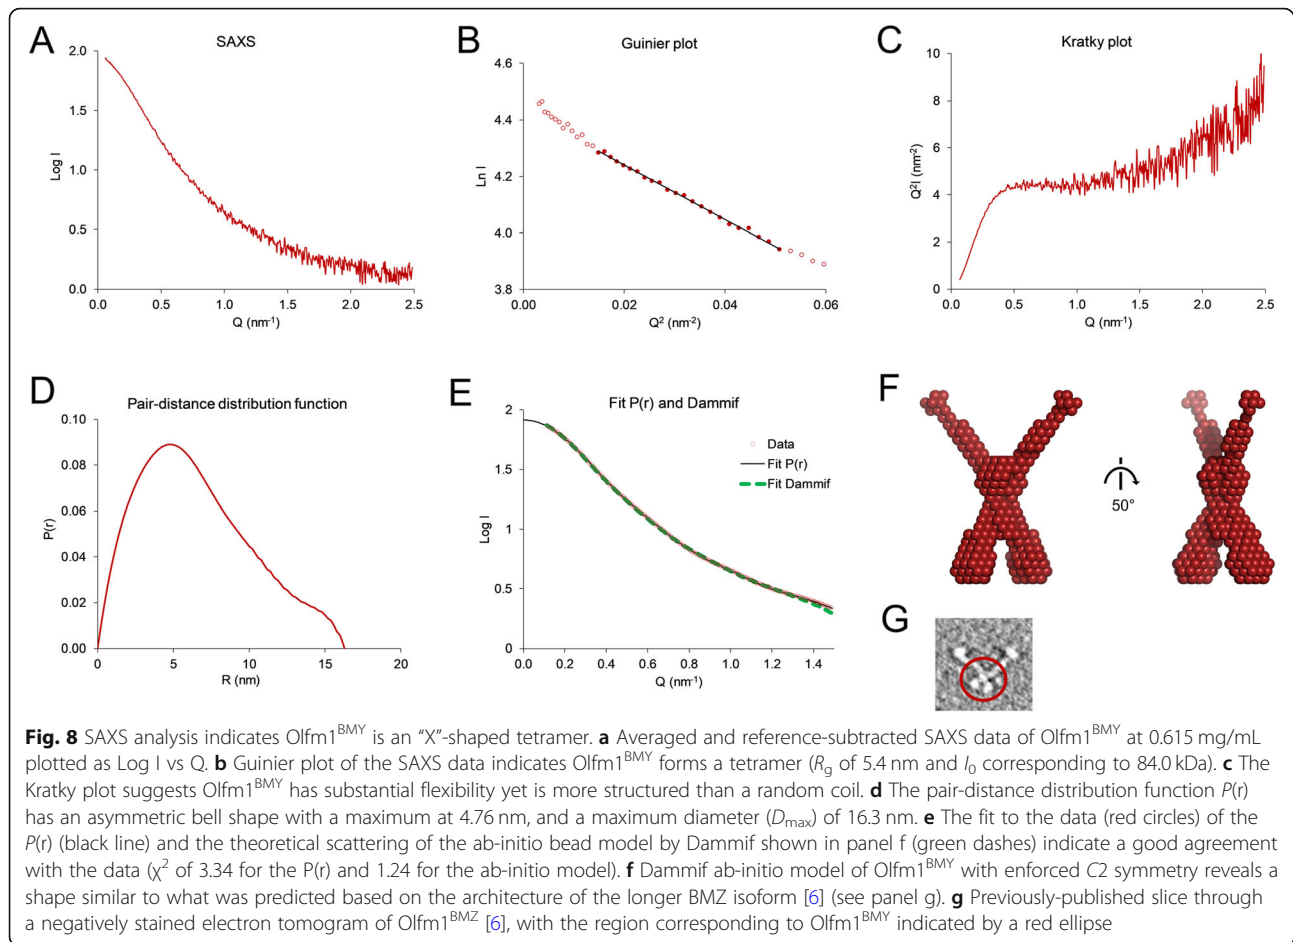 A
SAXS
2.0
1.5
1.0
0.5
0.0
Log I
0.0 0.5 1.0 1.5 2.0 2.5
Q (nm⁻¹)
B
Guinier plot
4.6
4.4
4.2
4.0
3.8
Ln I
0.00 0.02 0.04 0.06
Q² (nm⁻²)
C
Kratky plot
10
8
6
4
2
0
Q²I (nm⁻²)
0.0 0.5 1.0 1.5 2.0 2.5
Q (nm⁻¹)
D
Pair-distance distribution function
0.10
0.08
0.06
0.04
0.02
0.00
P(r)
0 5 10 15 20
R (nm)
E
Fit P(r) and Dammif
2
1.5
1
0.5
0
Log I
Data
Fit P(r)
Fit Dammif
0.0 0.2 0.4 0.6 0.8 1.0 1.2 1.4
Q (nm⁻¹)
F
50°
G
Fig. 8 SAXS analysis indicates Olfm1ᴮᴹʸ is an "X"-shaped tetramer. a Averaged and reference-subtracted SAXS data of Olfm1ᴮᴹʸ at 0.615 mg/mL
plotted as Log I vs Q. b Guinier plot of the SAXS data indicates Olfm1ᴮᴹʸ forms a tetramer (Rg of 5.4 nm and I₀ corresponding to 84.0 kDa). c The
Kratky plot suggests Olfm1ᴮᴹʸ has substantial flexibility yet is more structured than a random coil. d The pair-distance distribution function P(r)
has an asymmetric bell shape with a maximum at 4.76 nm, and a maximum diameter (Dmax) of 16.3 nm. e The fit to the data (red circles) of the
P(r) (black line) and the theoretical scattering of the ab-initio bead model by Dammif shown in panel f (green dashes) indicate a good agreement
with the data (χ² of 3.34 for the P(r) and 1.24 for the ab-initio model). f Dammif ab-initio model of Olfm1ᴮᴹʸ with enforced C2 symmetry reveals a
shape similar to what was predicted based on the architecture of the longer BMZ isoform [6] (see panel g). g Previously-published slice through
a negatively stained electron tomogram of Olfm1ᴮᴹᶻ [6], with the region corresponding to Olfm1ᴮᴹʸ indicated by a red ellipse